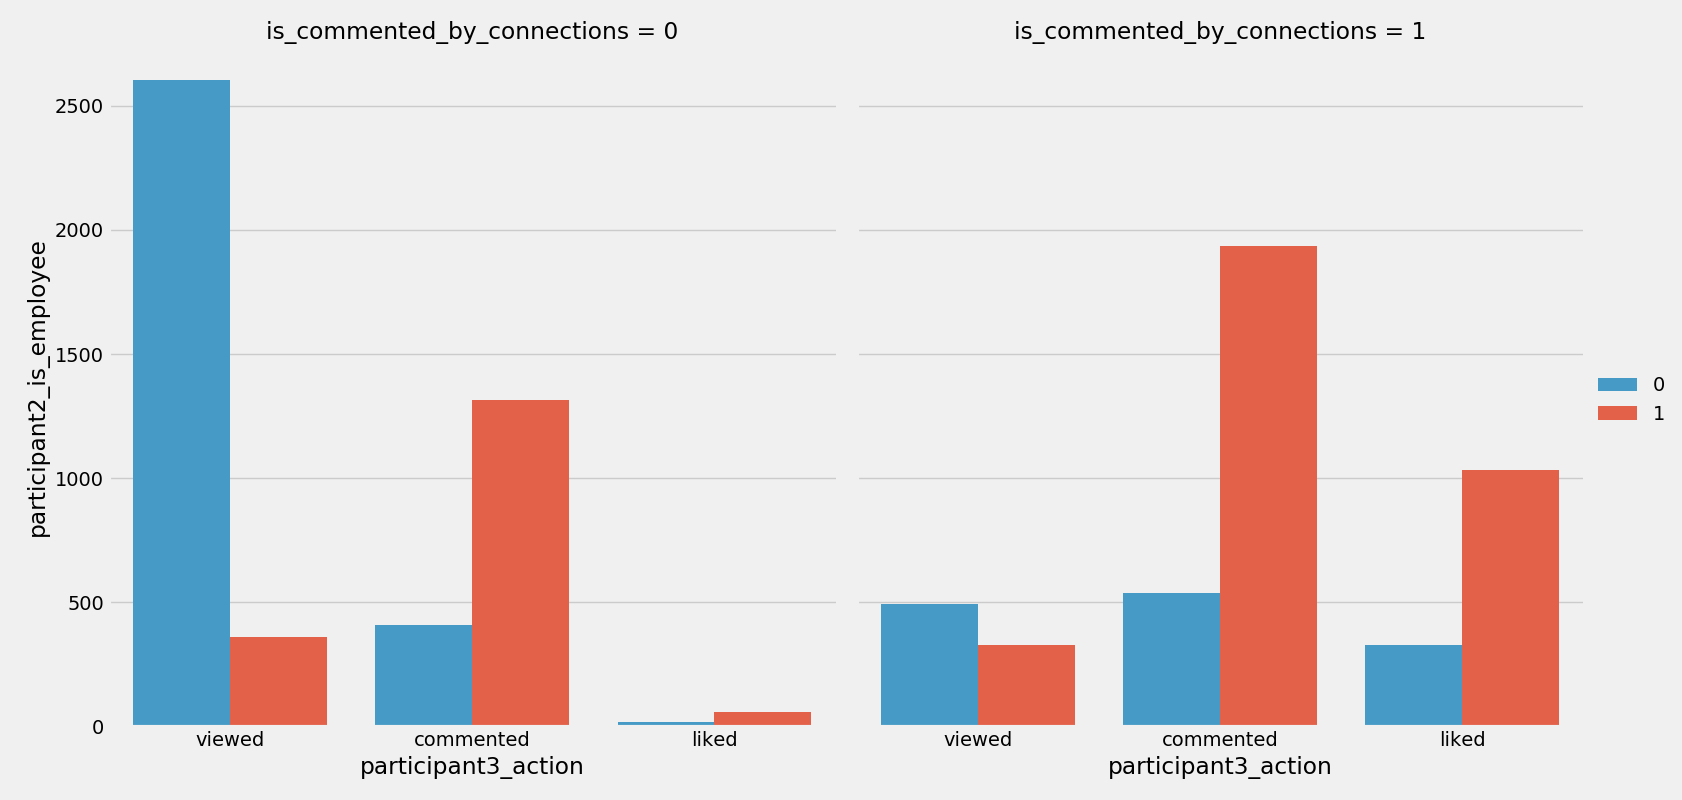 is_commented_by_connections = 0
is_commented_by_connections = 1
participant2_is_employee
2500
2000
1500
1000
500
0
viewed
commented
liked
viewed
commented
liked
participant3_action
participant3_action
0
1